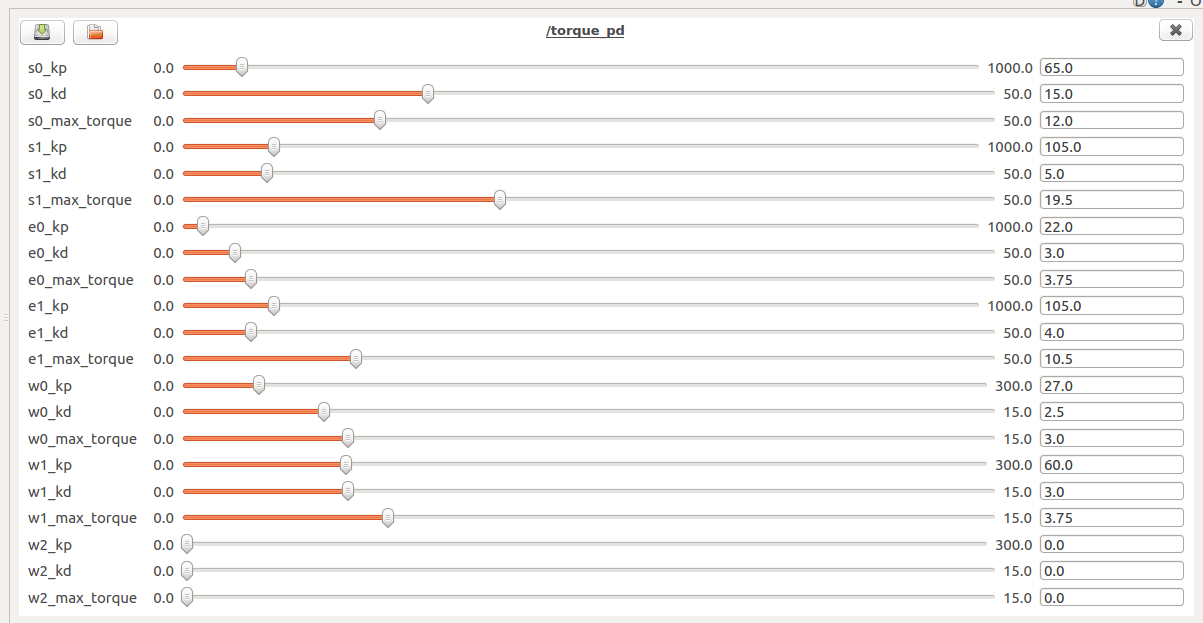 /torque_pd
s0_kp 0.0 1000.0 65.0
s0_kd 0.0 50.0 15.0
s0_max_torque 0.0 50.0 12.0
s1_kp 0.0 1000.0 105.0
s1_kd 0.0 50.0 5.0
s1_max_torque 0.0 50.0 19.5
e0_kp 0.0 1000.0 22.0
e0_kd 0.0 50.0 3.0
e0_max_torque 0.0 50.0 3.75
e1_kp 0.0 1000.0 105.0
e1_kd 0.0 50.0 4.0
e1_max_torque 0.0 50.0 10.5
w0_kp 0.0 300.0 27.0
w0_kd 0.0 15.0 2.5
w0_max_torque 0.0 15.0 3.0
w1_kp 0.0 300.0 60.0
w1_kd 0.0 15.0 3.0
w1_max_torque 0.0 15.0 3.75
w2_kp 0.0 300.0 0.0
w2_kd 0.0 15.0 0.0
w2_max_torque 0.0 15.0 0.0